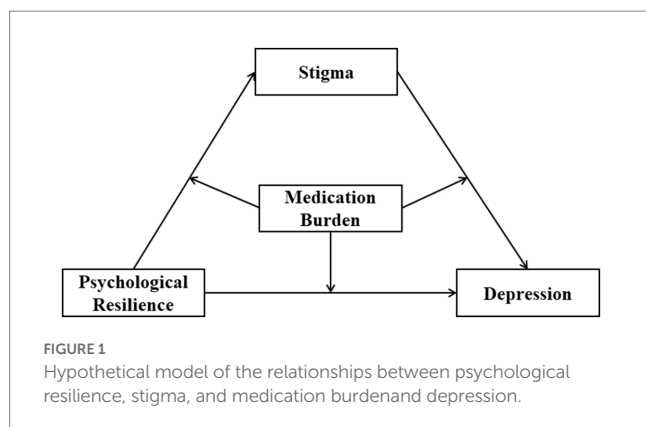 Stigma
Medication
Burden
Psychological
Resilience
Depression
FIGURE 1
Hypothetical model of the relationships between psychological
resilience, stigma, and medication burdenand depression.